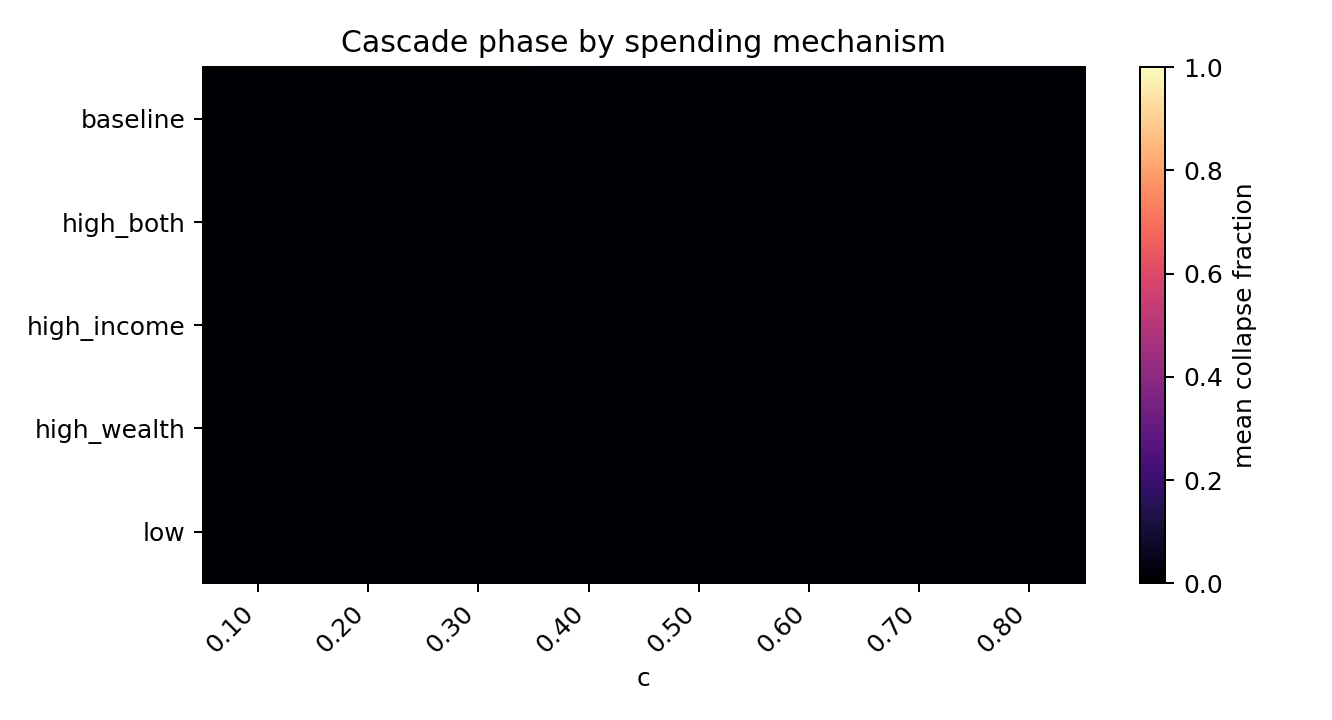 Cascade phase by spending mechanism
baseline
high_both
high_income
high_wealth
low
0.10
0.20
0.30
0.40
0.50
0.60
0.70
0.80
c
1.0
0.8
0.6
0.4
0.2
0.0
mean collapse fraction